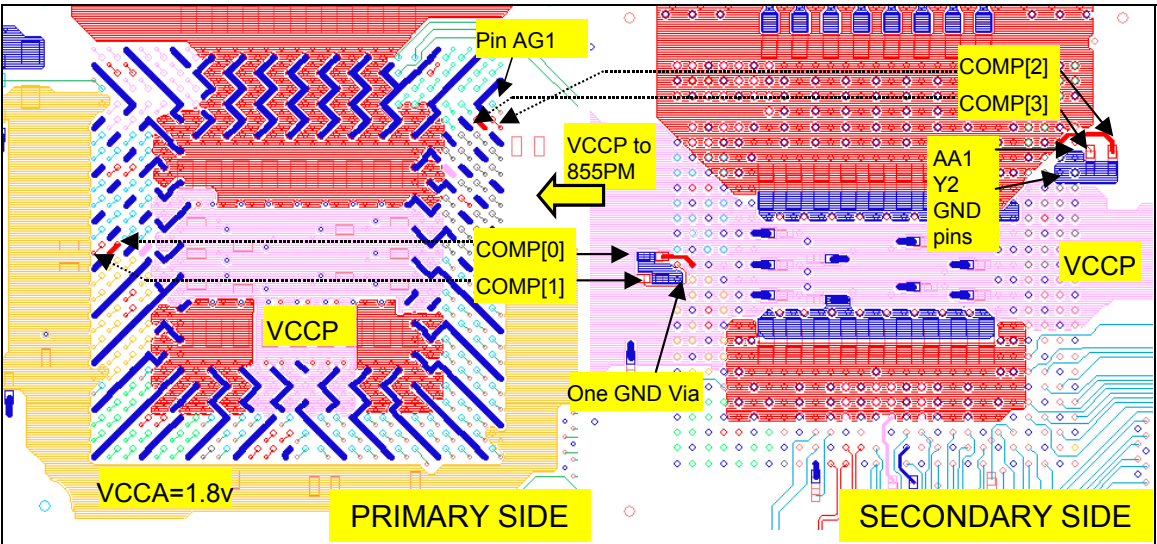 Pin AG1
COMP[2]
COMP[3]
VCCP to
855PM
AA1
Y2
GND
pins
COMP[0]
COMP[1]
VCCP
VCCP
One GND Via
VCCA=1.8v
PRIMARY SIDE
SECONDARY SIDE